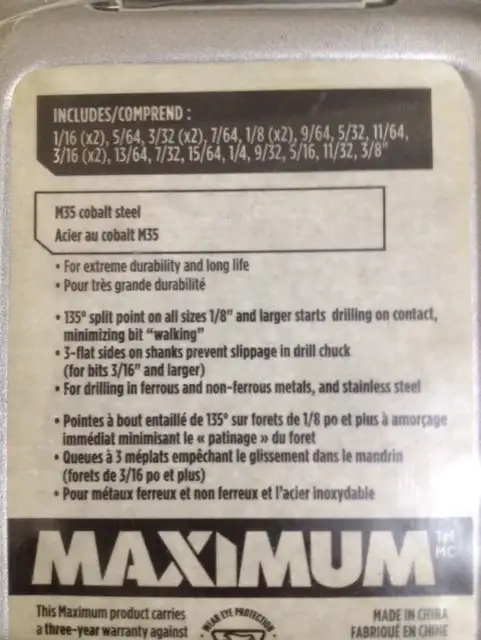 INCLUDES/COMPREND :
1/16 (x2), 5/64, 3/32 (x2), 7/64, 1/8 (x2), 9/64, 5/32, 11/64,
3/16 (x2), 13/64, 7/32, 15/64, 1/4, 9/32, 5/16, 11/32, 3/8"
M35 cobalt steel
Acier au cobalt M35
• For extreme durability and long life
• Pour très grande durabilité
• 135° split point on all sizes 1/8" and larger starts drilling on contact,
minimizing bit “walking”
• 3-flat sides on shanks prevent slippage in drill chuck
(for bits 3/16" and larger)
• For drilling in ferrous and non-ferrous metals, and stainless steel
• Pointes à bout entaillé de 135° sur forets de 1/8 po et plus à amorçage
immédiat minimisant le « patinage » du foret
• Queues à 3 méplats empêchant le glissement dans le mandrin
(forets de 3/16 po et plus)
• Pour métaux ferreux et non ferreux et l'acier inoxydable
MAXIMUM TM
MC
This Maximum product carries
a three-year warranty against
WEAR EYE PROTECTION
MADE IN CHINA
FABRIQUÉ EN CHINE